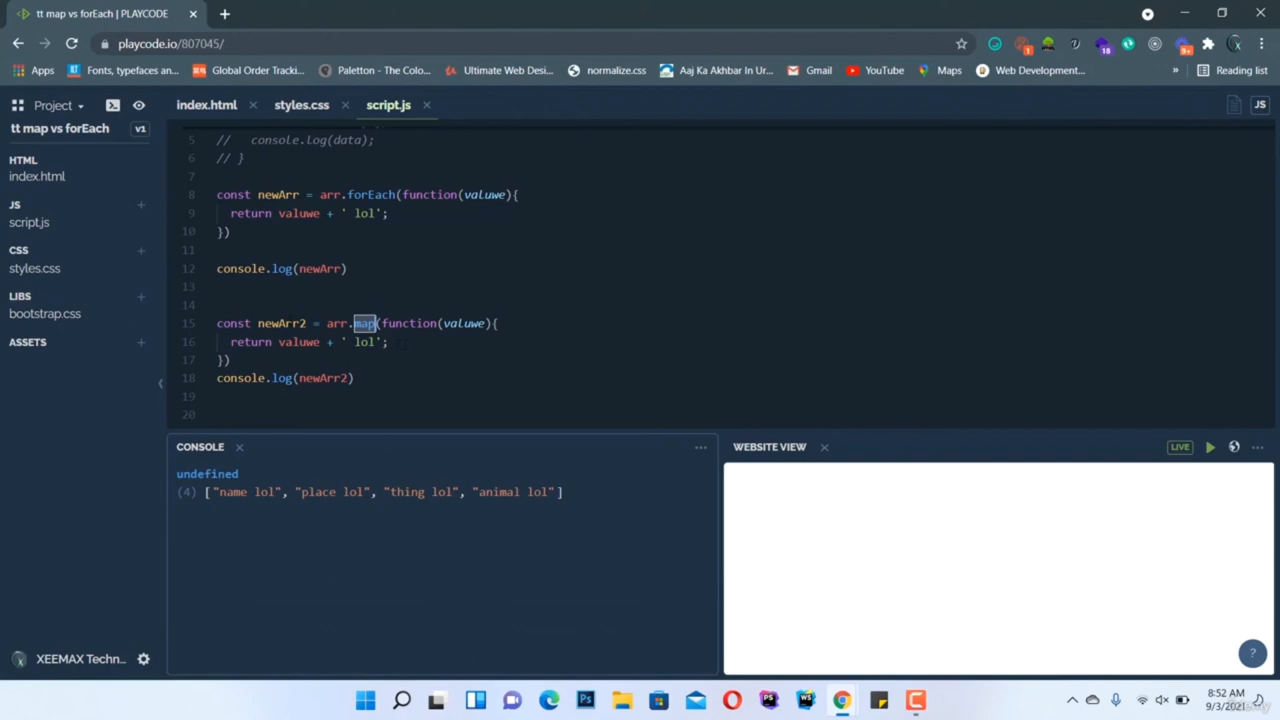 tt map vs forEach | PLAYCODE
playcode.io/807045/
1
18
9+
Apps
Fonts, typefaces an...
Global Order Tracki...
Paletton - The Colo...
Ultimate Web Desi...
normalize.css
Aaj Ka Akhbar In Ur...
Gmail
YouTube
Maps
Web Development...
»
Reading list
Project
index.html
styles.css
script.js
JS
tt map vs forEach
v1
HTML
index.html
JS
script.js
CSS
styles.css
LIBS
bootstrap.css
ASSETS
5 // console.log(data);
6 // }
7
8 const newArr = arr.forEach(function(valuwe){
9 return valuwe + ' lol';
10 })
11
12 console.log(newArr)
13
14
15 const newArr2 = arr.map(function(valuwe){
16 return valuwe + ' lol';
17 })
18 console.log(newArr2)
19
20
CONSOLE
undefined
(4) ["name lol", "place lol", "thing lol", "animal lol"]
WEBSITE VIEW
LIVE
?
XEEMAX Techn...
8:52 AM
9/3/2021